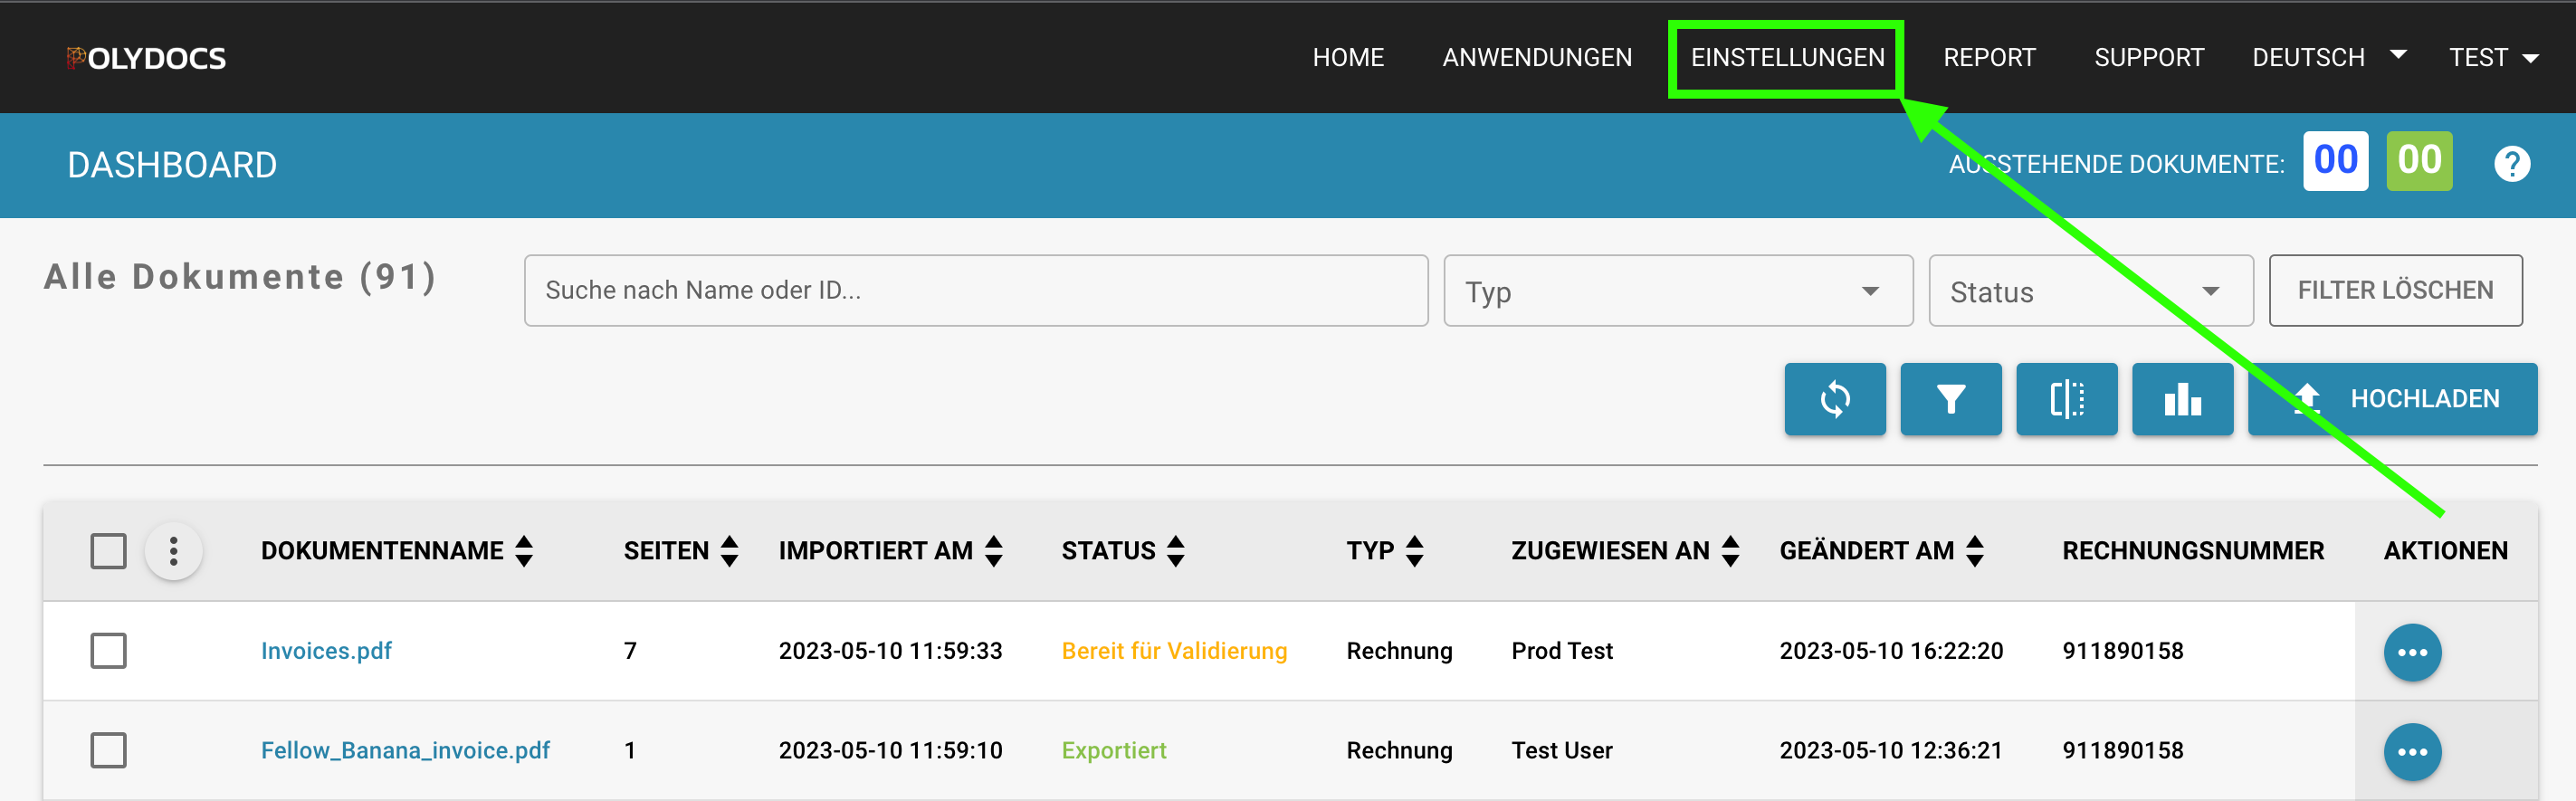 POLYDOCS HOME ANWENDUNGEN EINSTELLUNGEN REPORT SUPPORT DEUTSCH TEST
DASHBOARD AUSSTEHENDE DOKUMENTE: 00 00 ?
Alle Dokumente (91) Suche nach Name oder ID... Typ Status FILTER LÖSCHEN
HOCHLADEN
DOKUMENTENNAME SEITEN IMPORTIERT AM STATUS TYP ZUGEWIESEN AN GEÄNDERT AM RECHNUNGSNUMMER AKTIONEN
Invoices.pdf 7 2023-05-10 11:59:33 Bereit für Validierung Rechnung Prod Test 2023-05-10 16:22:20 911890158
Fellow_Banana_invoice.pdf 1 2023-05-10 11:59:10 Exportiert Rechnung Test User 2023-05-10 12:36:21 911890158